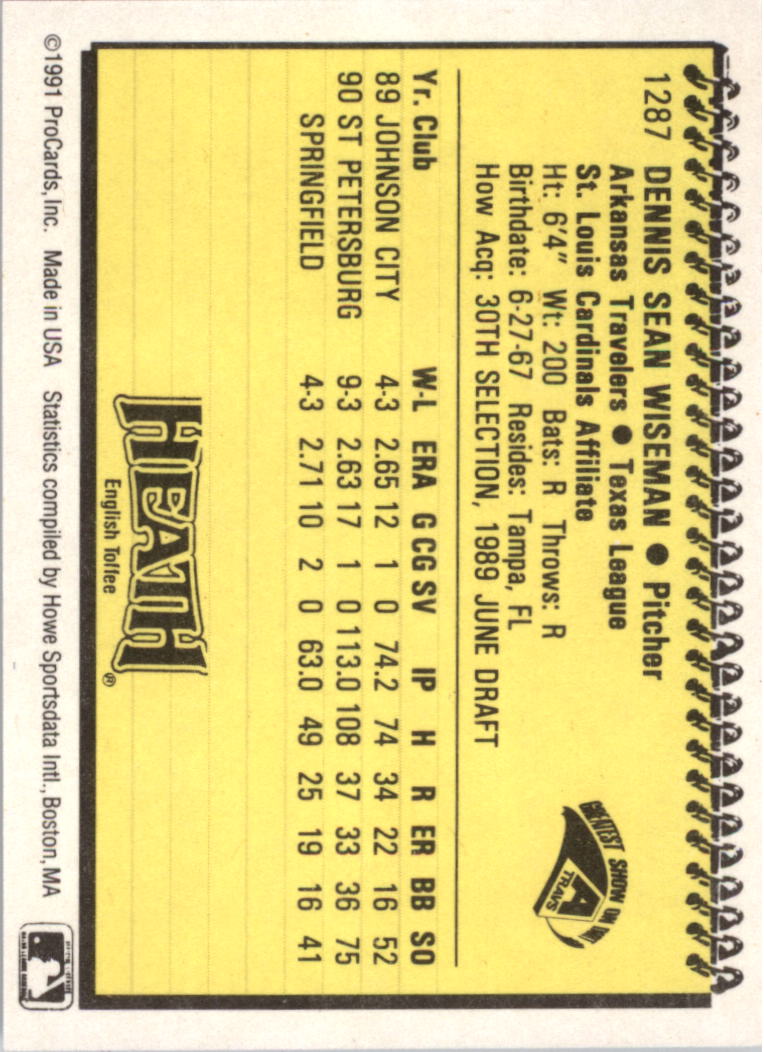 1287 DENNIS SEAN WISEMAN ● Pitcher
Arkansas Travelers ● Texas League
St. Louis Cardinals Affiliate
Ht: 6'4" Wt: 200 Bats: R Throws: R
Birthdate: 6-27-67 Resides: Tampa, FL
How Acq: 30TH SELECTION, 1989 JUNE DRAFT
GREATEST SHOW ON DIRT
A
TRAVS
Yr. Club W-L ERA G CG SV IP H R ER BB SO
89 JOHNSON CITY 4-3 2.65 12 1 0 74.2 74 34 22 16 52
90 ST PETERSBURG 9-3 2.63 17 1 0 113.0 108 37 33 36 75
SPRINGFIELD 4-3 2.71 10 2 0 63.0 49 25 19 16 41
HEATH®
English Toffee
©1991 ProCards, Inc. Made in USA Statistics compiled by Howe Sportsdata Intl., Boston, MA